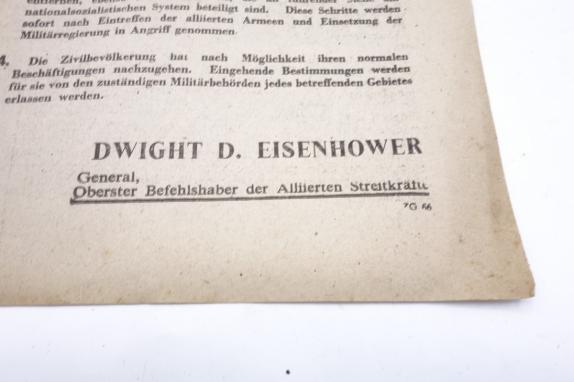 nationalsozialistischen System beteiligt sind. Diese Schritte werden
sofort nach Eintreffen der alliierten Armeen und Einsetzung der
Militärregierung in Angriff genommen.
4. Die Zivilbevölkerung hat nach Möglichkeit ihren normalen
Beschäftigungen nachzugehen. Eingehende Bestimmungen werden
für sie von den zuständigen Militärbehörden jedes betreffenden Gebietes
erlassen werden.
DWIGHT D. EISENHOWER
General,
Oberster Befehlshaber der Alliierten Streitkräfte
ZG 66